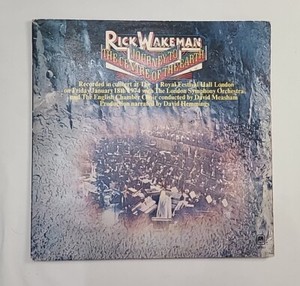 RICK WAKEMAN
JOURNEY TO
THE CENTRE OF THE EARTH
Recorded in concert at The Royal Festival Hall London
on Friday January 18th 1974 with The London Symphony Orchestra
and The English Chamber Choir conducted by David Measham
Production narrated by David Hemmings